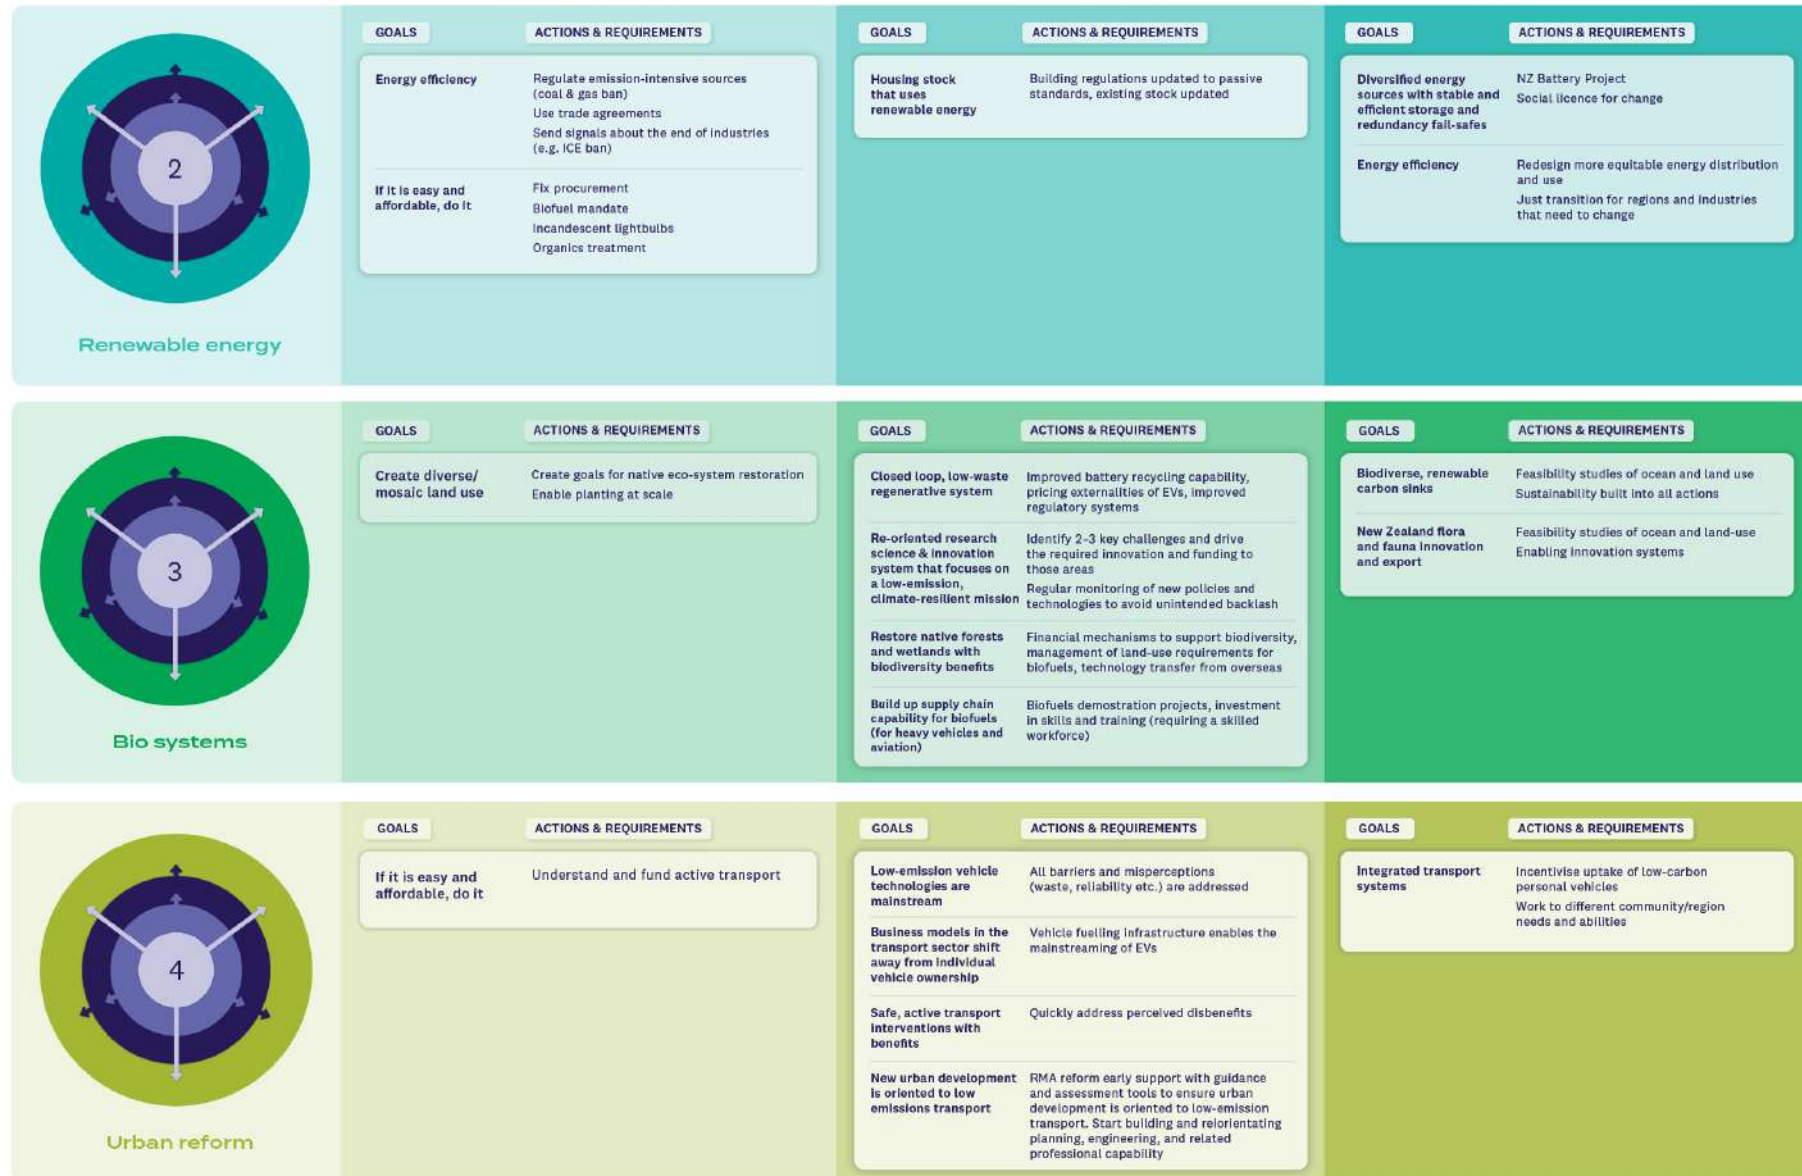 GOALS
ACTIONS & REQUIREMENTS
Energy efficiency
Regulate emission-intensive sources
(coal & gas ban)
Use trade agreements
Send signals about the end of industries
(e.g. ICE ban)
If it is easy and
affordable, do it
Fix procurement
Biofuel mandate
Incandescent lightbulbs
Organics treatment
GOALS
ACTIONS & REQUIREMENTS
Housing stock
that uses
renewable energy
Building regulations updated to passive
standards, existing stock updated
GOALS
ACTIONS & REQUIREMENTS
Diversified energy
sources with stable and
efficient storage and
redundancy fail-safes
NZ Battery Project
Social licence for change
Energy efficiency
Redesign more equitable energy distribution
and use
Just transition for regions and industries
that need to change
2
Renewable energy
GOALS
ACTIONS & REQUIREMENTS
Create diverse/
mosaic land use
Create goals for native eco-system restoration
Enable planting at scale
GOALS
ACTIONS & REQUIREMENTS
Closed loop, low-waste
regenerative system
Improved battery recycling capability,
pricing externalities of EVs, improved
regulatory systems
Re-oriented research
science & innovation
system that focuses on
a low-emission,
climate-resilient mission
Identify 2-3 key challenges and drive
the required innovation and funding to
those areas
Regular monitoring of new policies and
technologies to avoid unintended backlash
Restore native forests
and wetlands with
biodiversity benefits
Financial mechanisms to support biodiversity,
management of land-use requirements for
biofuels, technology transfer from overseas
Build up supply chain
capability for biofuels
(for heavy vehicles and
aviation)
Biofuels demostration projects, investment
in skills and training (requiring a skilled
workforce)
GOALS
ACTIONS & REQUIREMENTS
Biodiverse, renewable
carbon sinks
Feasibility studies of ocean and land use
Sustainability built into all actions
New Zealand flora
and fauna innovation
and export
Feasibility studies of ocean and land-use
Enabling innovation systems
3
Bio systems
GOALS
ACTIONS & REQUIREMENTS
If it is easy and
affordable, do it
Understand and fund active transport
GOALS
ACTIONS & REQUIREMENTS
Low-emission vehicle
technologies are
mainstream
All barriers and misperceptions
(waste, reliability etc.) are addressed
Business models in the
transport sector shift
away from individual
vehicle ownership
Vehicle fuelling infrastructure enables the
mainstreaming of EVs
Safe, active transport
interventions with
benefits
Quickly address perceived disbenefits
New urban development
is oriented to low
emissions transport
RMA reform early support with guidance
and assessment tools to ensure urban
development is oriented to low-emission
transport. Start building and reiorientating
planning, engineering, and related
professional capability
GOALS
ACTIONS & REQUIREMENTS
Integrated transport
systems
Incentivise uptake of low-carbon
personal vehicles
Work to different community/region
needs and abilities
4
Urban reform